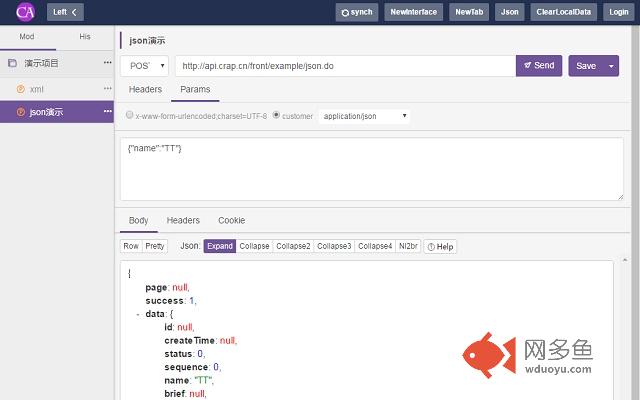 CA Left synch NewInterface NewTab Json ClearLocalData Login
Mod His
演示项目
xml
json演示
json演示
POS' http://api.crap.cn/front/example/json.do Send Save
Headers Params
x-www-form-urlencoded;charset=UTF-8 customer application/json
{"name":"TT"}
Body Headers Cookie
Row Pretty Json: Expand Collapse Collapse2 Collapse3 Collapse4 Nl2br Help
{
page: null,
success: 1,
- data: {
id: null,
createTime: null,
status: 0,
sequence: 0,
name: "TT",
brief: null,
网多鱼
wduoyu.com